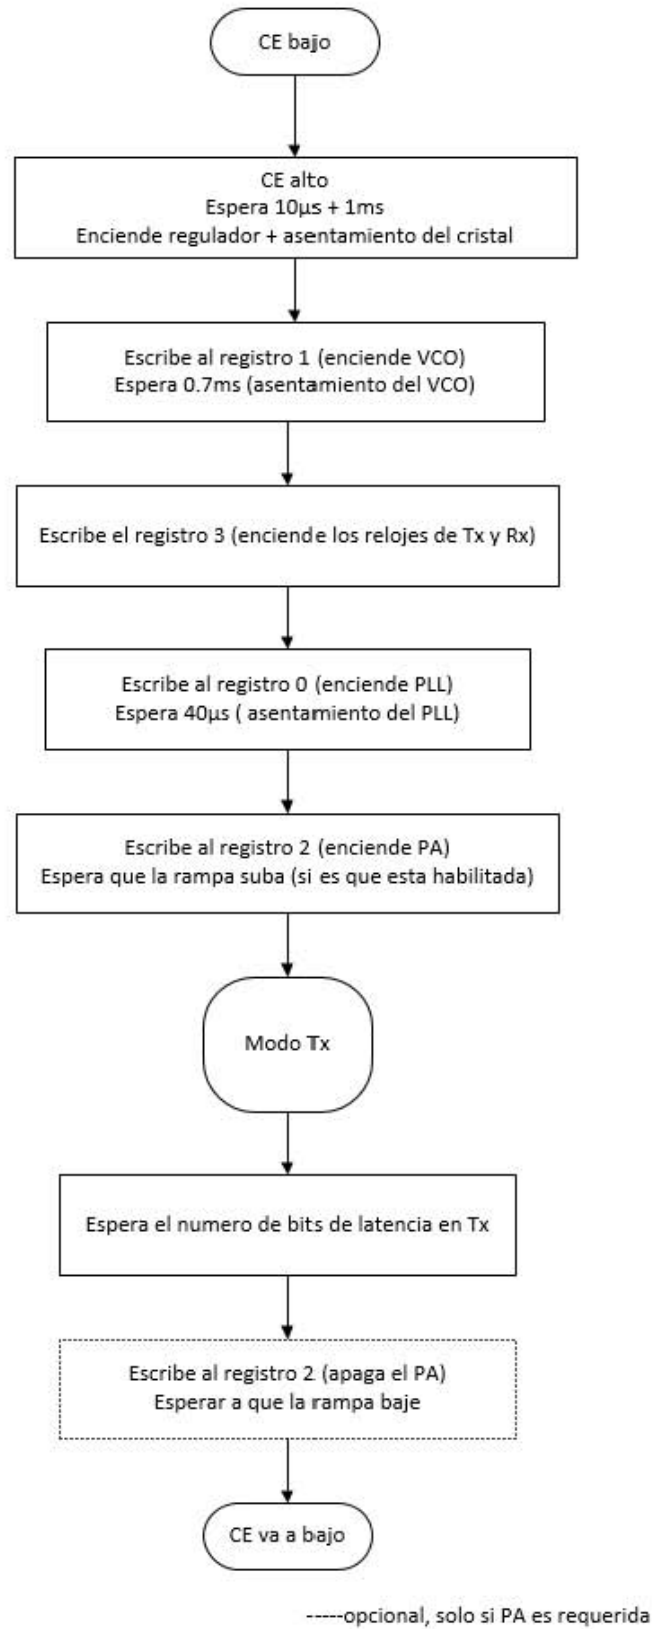 CE bajo
CE alto
Espera 10µs + 1ms
Enciende regulador + asentamiento del cristal
Escribe al registro 1 (enciende VCO)
Espera 0.7ms (asentamiento del VCO)
Escribe el registro 3 (enciende los relojes de Tx y Rx)
Escribe al registro 0 (enciende PLL)
Espera 40µs ( asentamiento del PLL)
Escribe al registro 2 (enciende PA)
Espera que la rampa suba (si es que esta habilitada)
Modo Tx
Espera el numero de bits de latencia en Tx
Escribe al registro 2 (apaga el PA)
Esperar a que la rampa baje
CE va a bajo
-----opcional, solo si PA es requerida